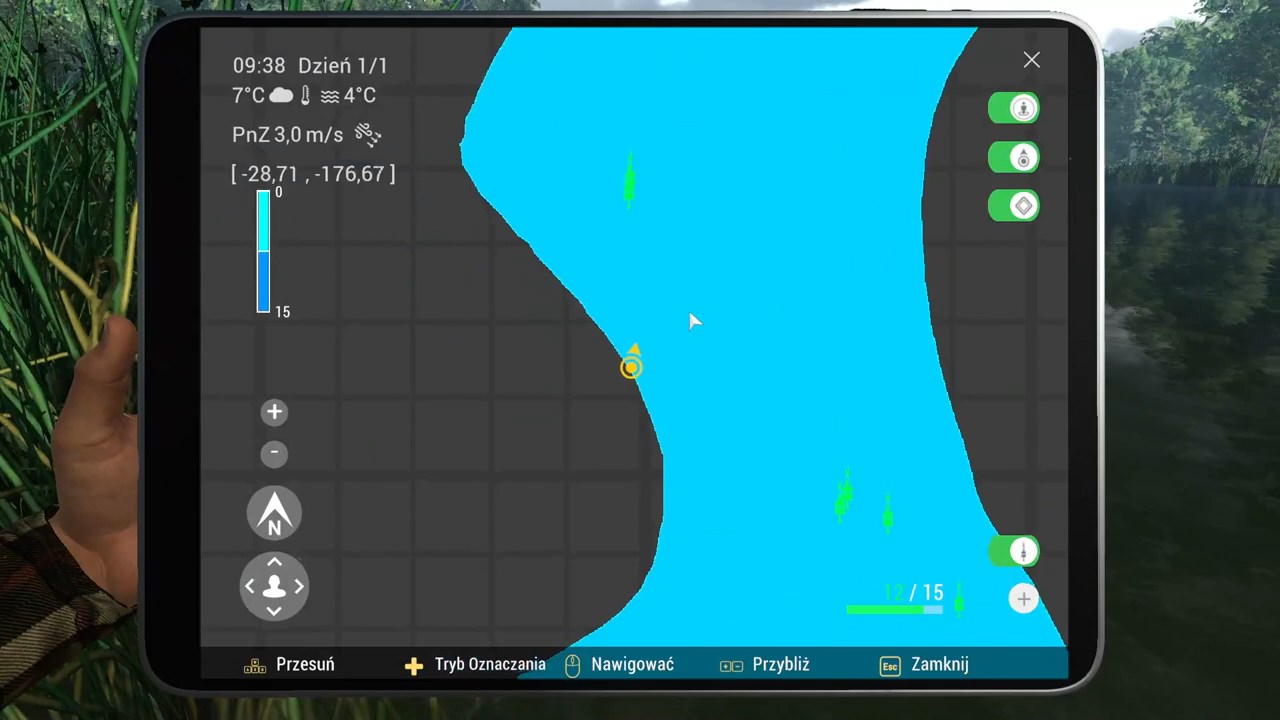 09:38 Dzień 1/1
7°C 4°C
PnZ 3,0 m/s
[ -28,71 , -176,67 ]
0
15
+
-
N
12 / 15
+
Przesuń Tryb Oznaczania Nawigować Przybliż Esc Zamknij